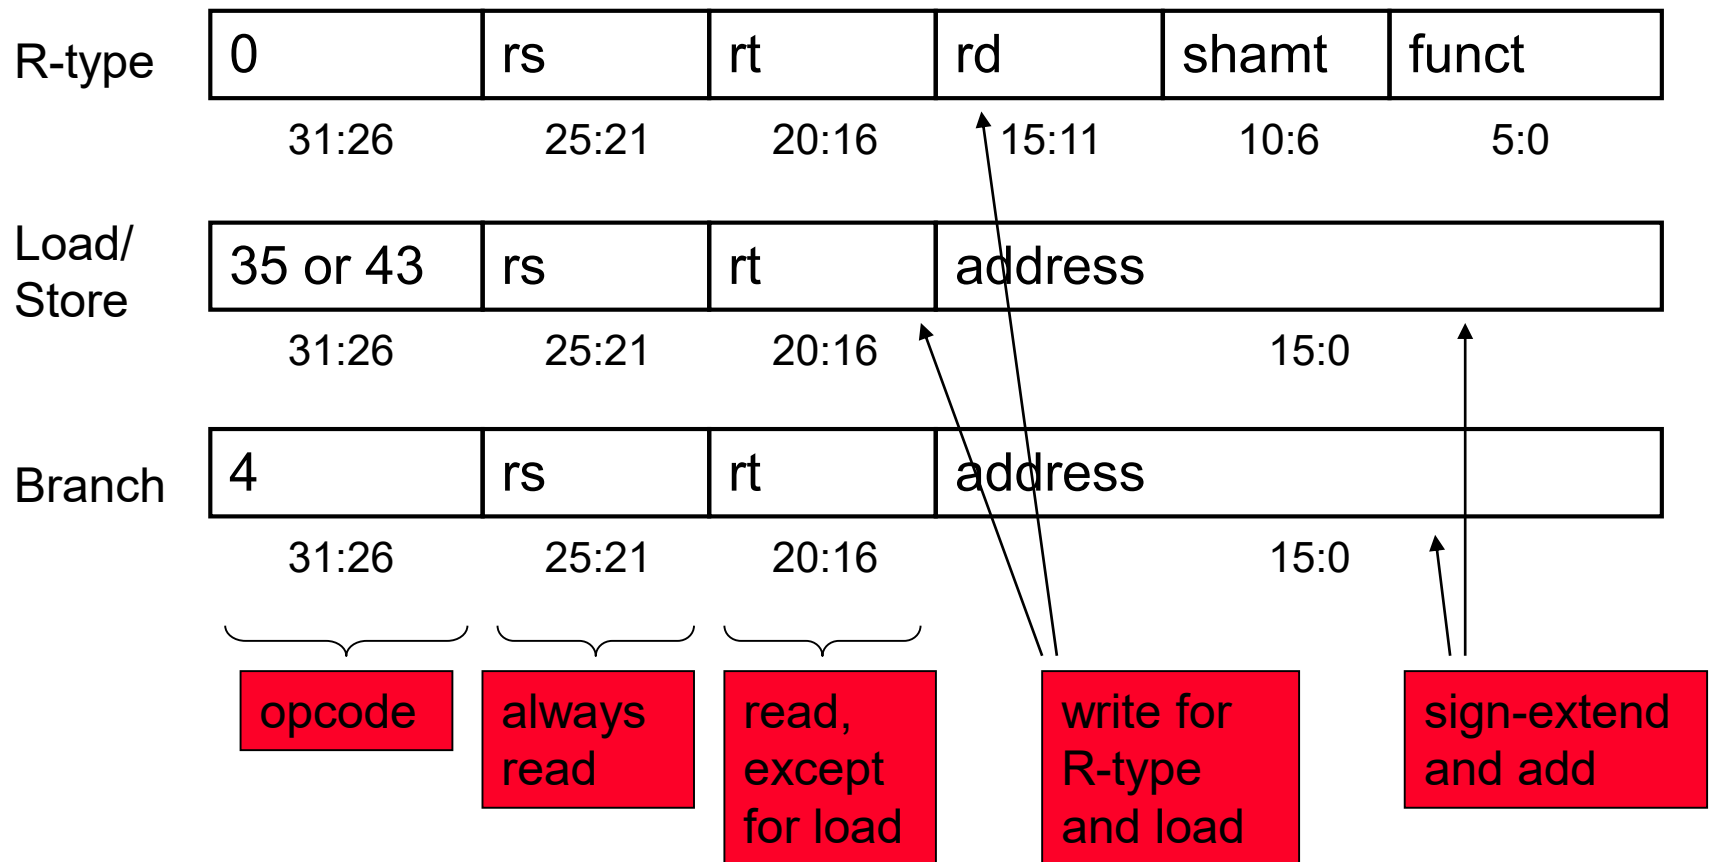 R-type 0 rs rt rd shamt funct
31:26 25:21 20:16 15:11 10:6 5:0
Load/
Store
35 or 43 rs rt address
31:26 25:21 20:16 15:0
Branch 4 rs rt address
31:26 25:21 20:16 15:0
opcode
always
read
read,
except
for load
write for
R-type
and load
sign-extend
and add